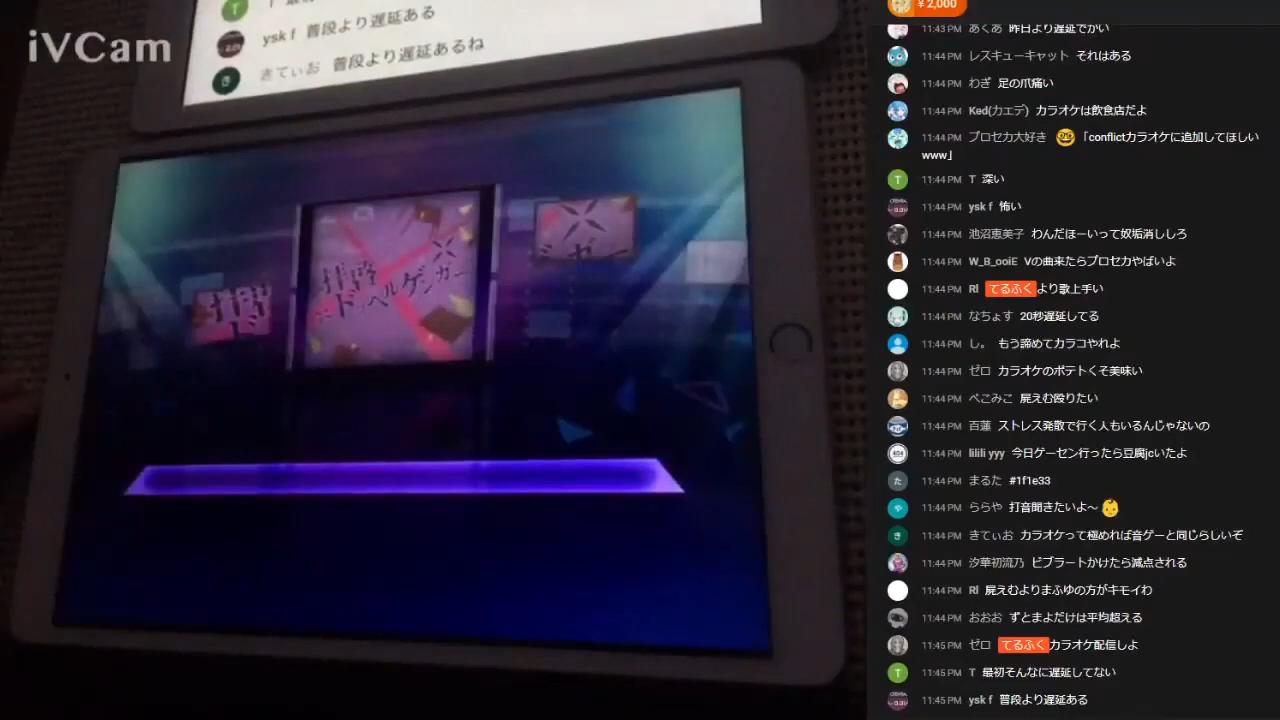 iVCam
ysk f 普段より遅延ある
きてぃお 普段より遅延あるね
拝啓
ドッペルゲンガー
¥2,000
11:43 PM あくあ 昨日より遅延でかい
11:44 PM レスキューキャット それはある
11:44 PM わぎ 足の爪痛い
11:44 PM Ked(カエデ) カラオケは飲食店だよ
11:44 PM プロセカ大好き 🤓「conflictカラオケに追加してほしい
www」
11:44 PM T 深い
11:44 PM ysk f 怖い
11:44 PM 池沼恵美子 わんだほーいって奴垢消ししろ
11:44 PM W_B_ooiE Vの曲来たらプロセカやばいよ
11:44 PM Rl てるふくより歌上手い
11:44 PM なちょす 20秒遅延してる
11:44 PM し。 もう諦めてカラコやれよ
11:44 PM ゼロ カラオケのポテトくそ美味い
11:44 PM ぺこみこ 屍えむ殴りたい
11:44 PM 百蓮 ストレス発散で行く人もいるんじゃないの
11:44 PM lilili yyy 今日ゲーセン行ったら豆腐jcいたよ
11:44 PM まるた #1f1e33
11:44 PM ららや 打音聞きたいよ〜👶
11:44 PM きてぃお カラオケって極めれば音ゲーと同じらしいぞ
11:44 PM 汐華初流乃 ビブラートかけたら減点される
11:44 PM Rl 屍えむよりまふゆの方がキモイわ
11:44 PM おおお ずとまよだけは平均超える
11:45 PM ゼロ てるふくカラオケ配信しよ
11:45 PM T 最初そんなに遅延してない
11:45 PM ysk f 普段より遅延ある